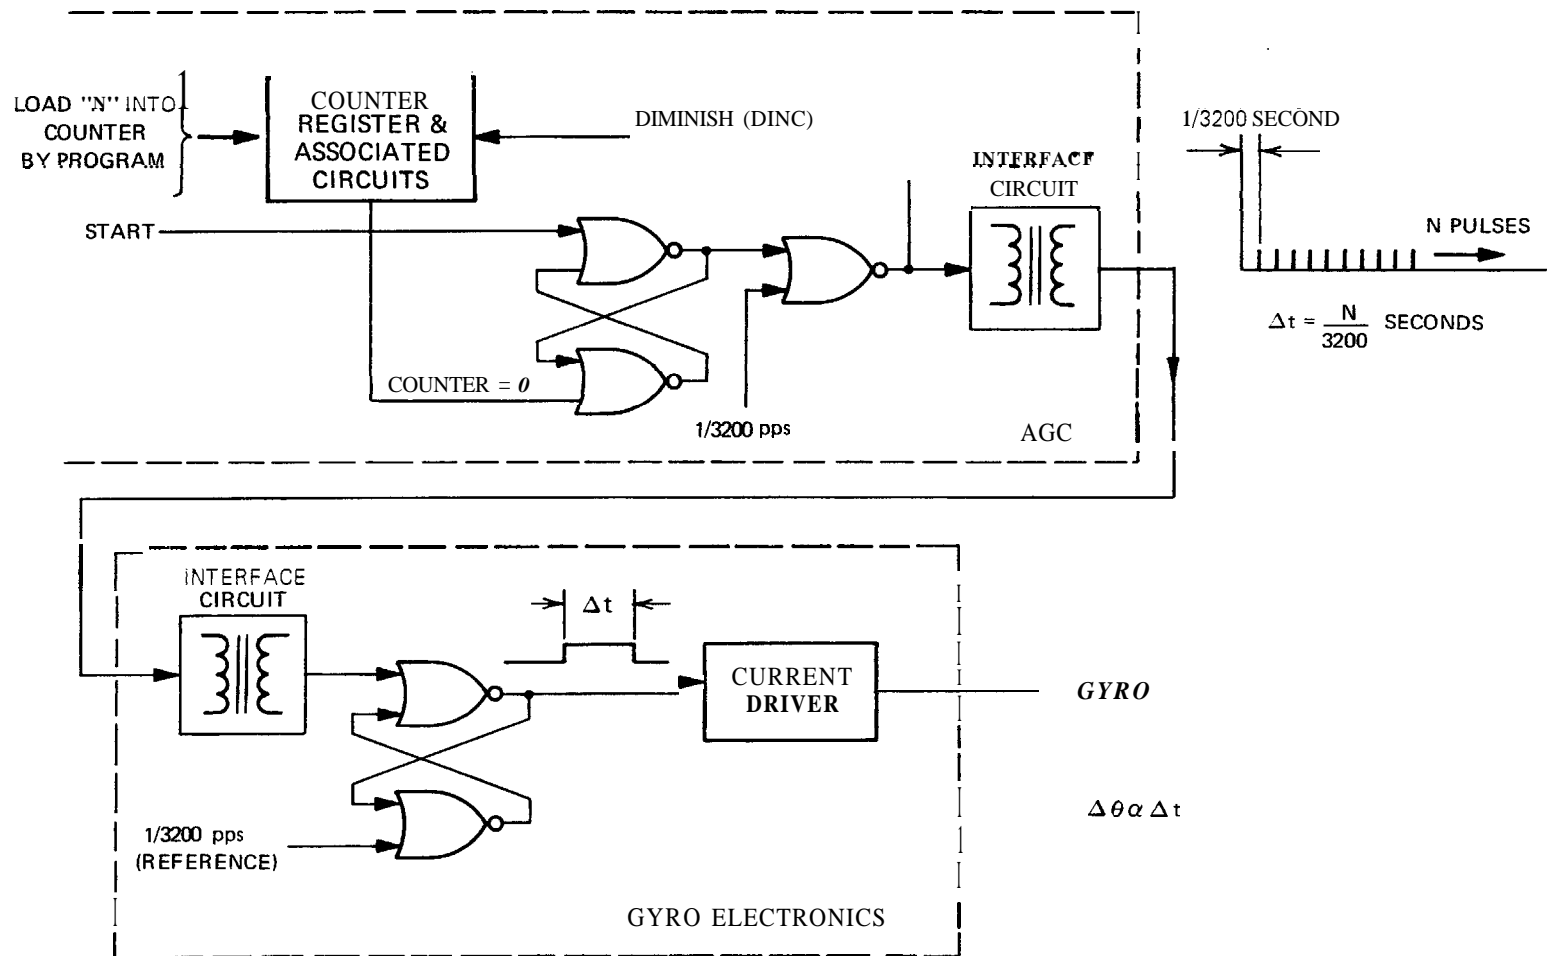 LOAD "N" INTO
COUNTER
BY PROGRAM
COUNTER
REGISTER &
ASSOCIATED
CIRCUITS
DIMINISH (DINC)
START
COUNTER = 0
1/3200 pps
INTERFACE
CIRCUIT
AGC
1/3200 SECOND
N PULSES
Δt = N/3200 SECONDS
INTERFACE
CIRCUIT
Δt
CURRENT
DRIVER
GYRO
1/3200 pps
(REFERENCE)
Δθ α Δt
GYRO ELECTRONICS